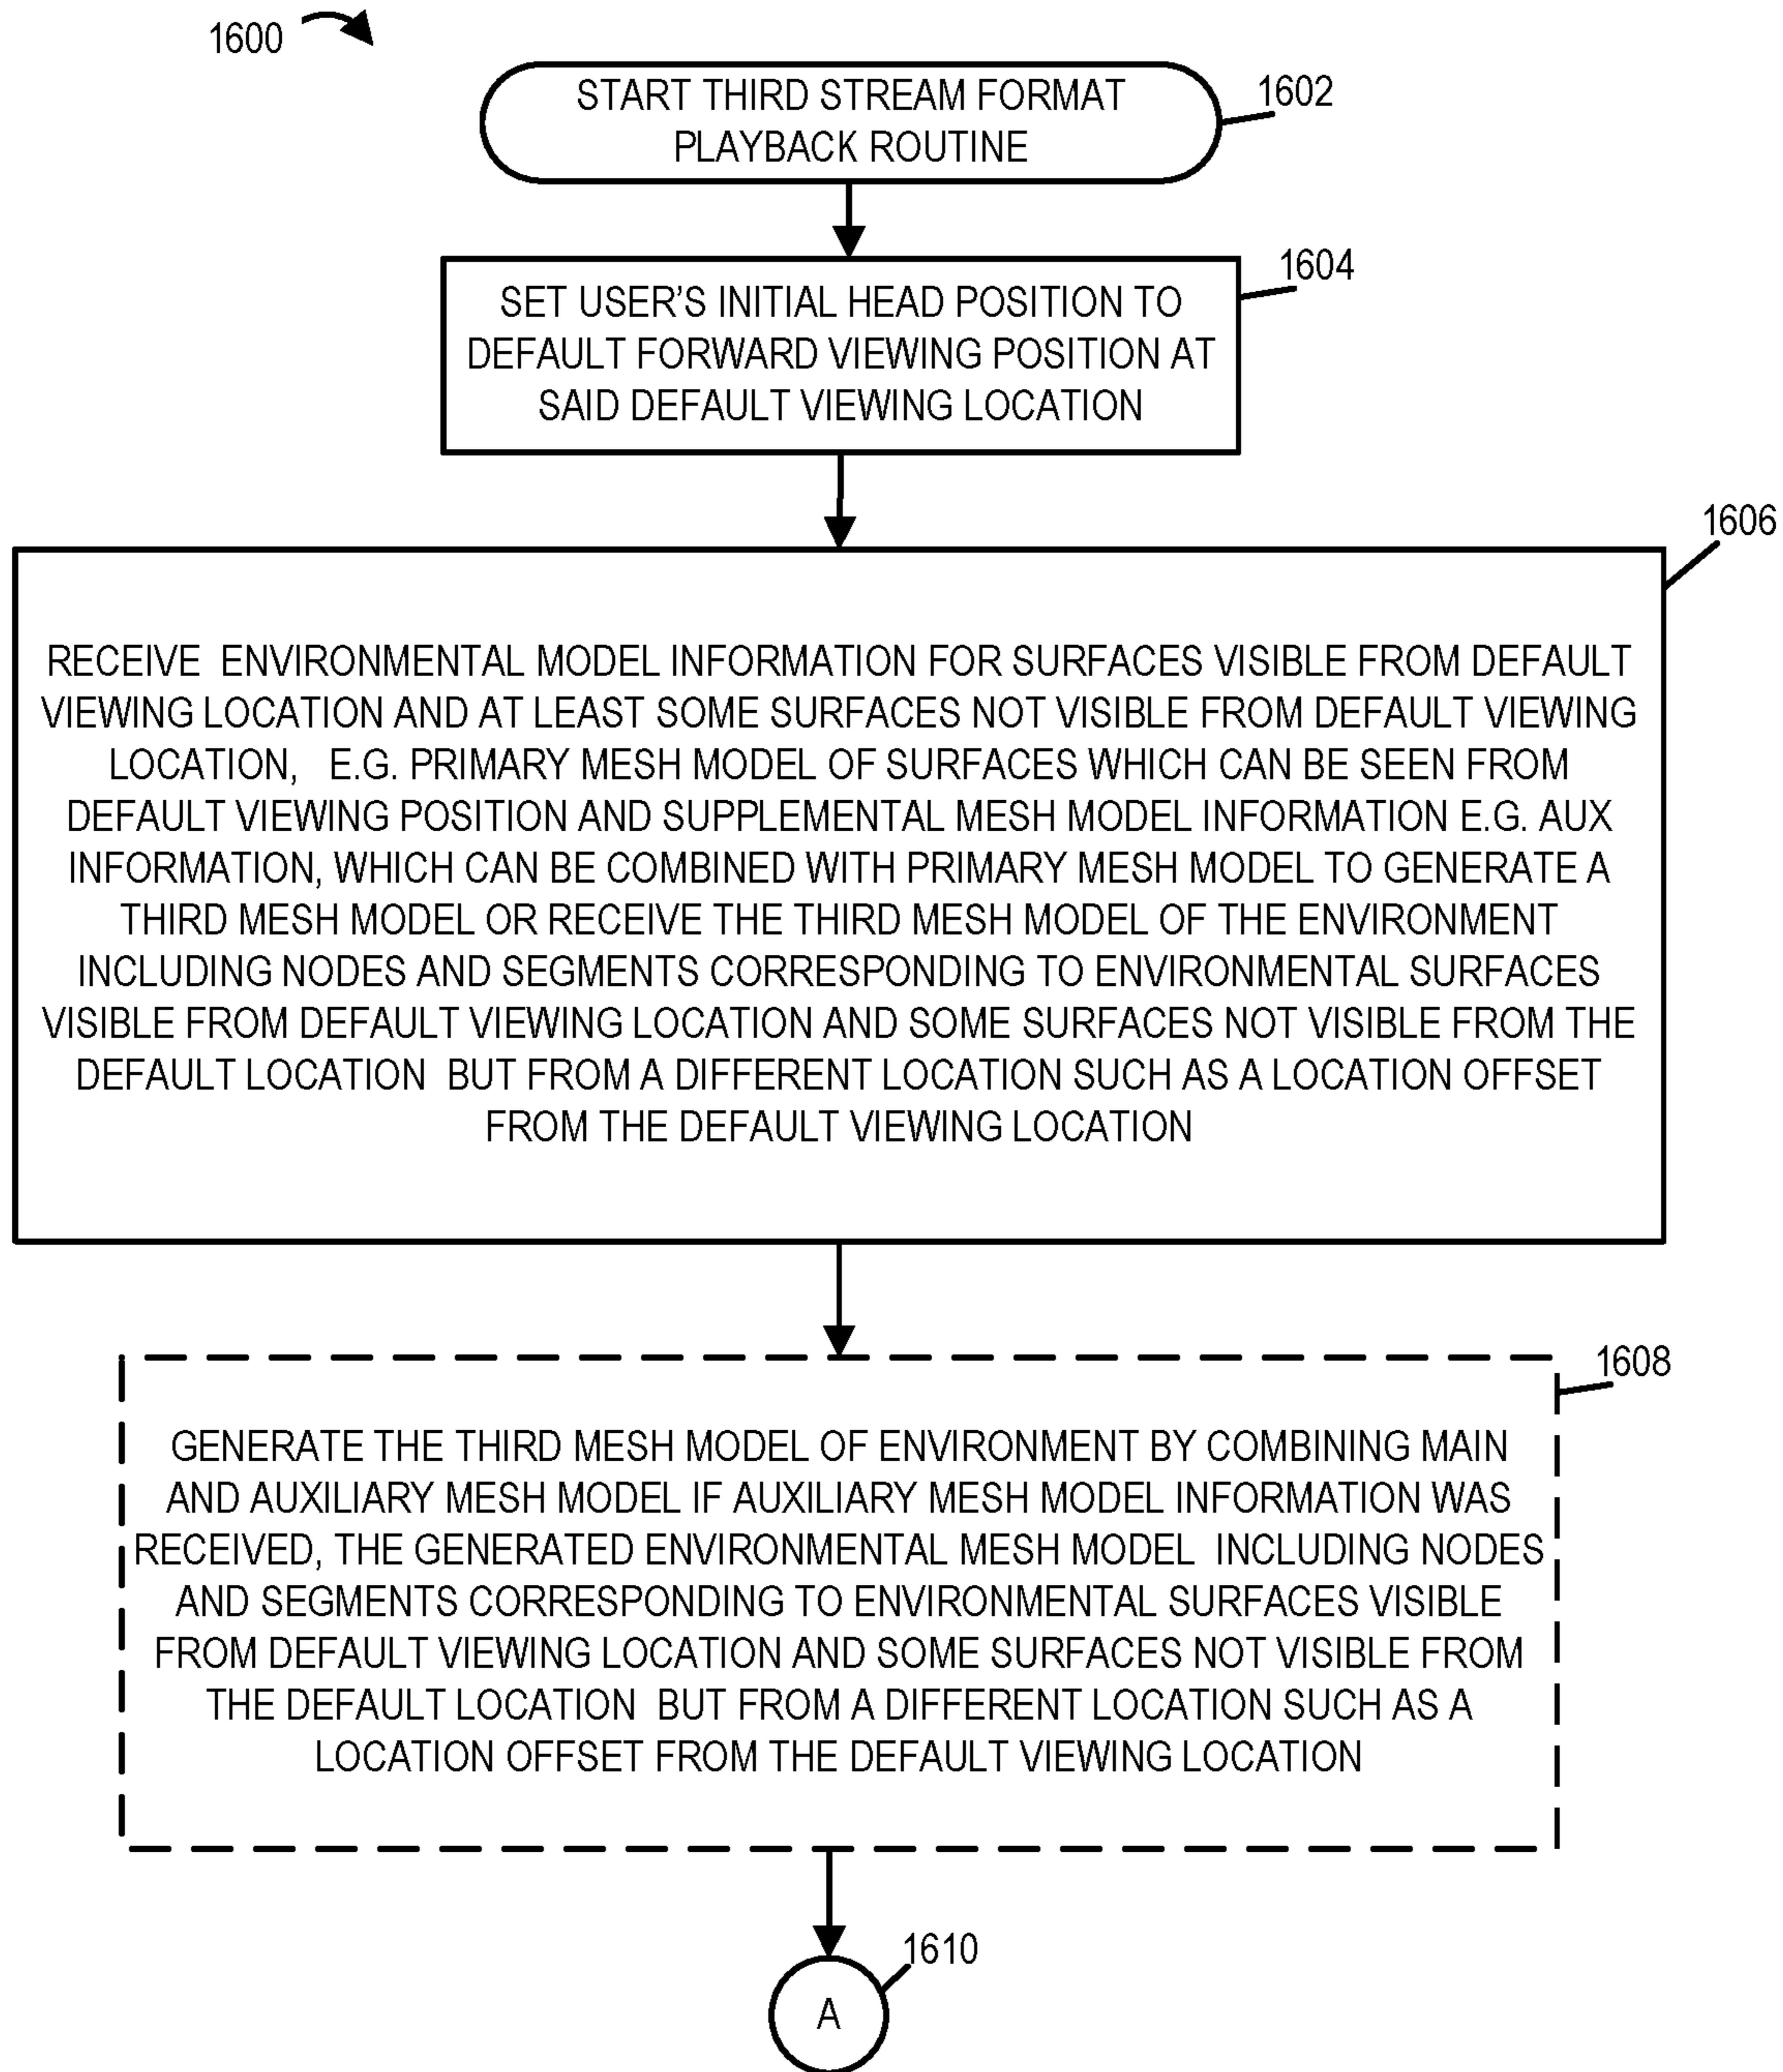 1600
START THIRD STREAM FORMAT
PLAYBACK ROUTINE
1602
SET USER'S INITIAL HEAD POSITION TO
DEFAULT FORWARD VIEWING POSITION AT
SAID DEFAULT VIEWING LOCATION
1604
1606
RECEIVE ENVIRONMENTAL MODEL INFORMATION FOR SURFACES VISIBLE FROM DEFAULT
VIEWING LOCATION AND AT LEAST SOME SURFACES NOT VISIBLE FROM DEFAULT VIEWING
LOCATION, E.G. PRIMARY MESH MODEL OF SURFACES WHICH CAN BE SEEN FROM
DEFAULT VIEWING POSITION AND SUPPLEMENTAL MESH MODEL INFORMATION E.G. AUX
INFORMATION, WHICH CAN BE COMBINED WITH PRIMARY MESH MODEL TO GENERATE A
THIRD MESH MODEL OR RECEIVE THE THIRD MESH MODEL OF THE ENVIRONMENT
INCLUDING NODES AND SEGMENTS CORRESPONDING TO ENVIRONMENTAL SURFACES
VISIBLE FROM DEFAULT VIEWING LOCATION AND SOME SURFACES NOT VISIBLE FROM THE
DEFAULT LOCATION BUT FROM A DIFFERENT LOCATION SUCH AS A LOCATION OFFSET
FROM THE DEFAULT VIEWING LOCATION
1608
GENERATE THE THIRD MESH MODEL OF ENVIRONMENT BY COMBINING MAIN
AND AUXILIARY MESH MODEL IF AUXILIARY MESH MODEL INFORMATION WAS
RECEIVED, THE GENERATED ENVIRONMENTAL MESH MODEL INCLUDING NODES
AND SEGMENTS CORRESPONDING TO ENVIRONMENTAL SURFACES VISIBLE
FROM DEFAULT VIEWING LOCATION AND SOME SURFACES NOT VISIBLE FROM
THE DEFAULT LOCATION BUT FROM A DIFFERENT LOCATION SUCH AS A
LOCATION OFFSET FROM THE DEFAULT VIEWING LOCATION
1610
A